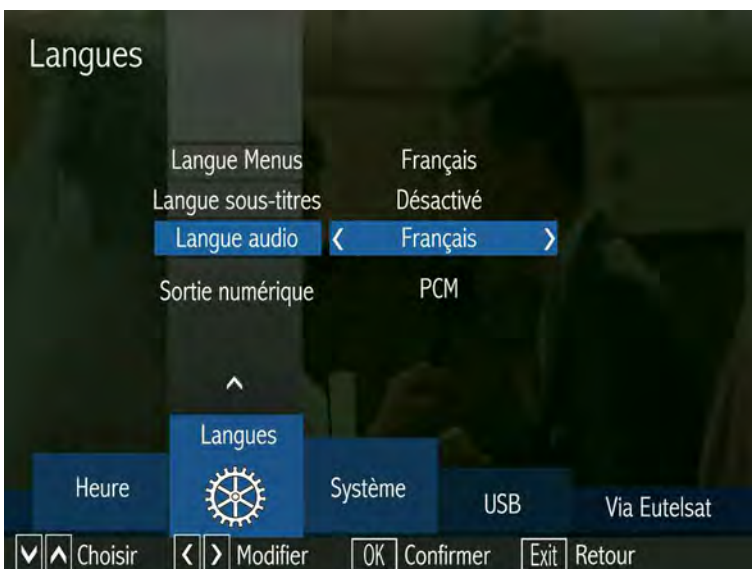 Langues
Langue Menus Français
Langue sous-titres Désactivé
Langue audio Français
Sortie numérique PCM
Langues
Heure
Système
USB
Via Eutelsat
Choisir Modifier OK Confirmer Exit Retour